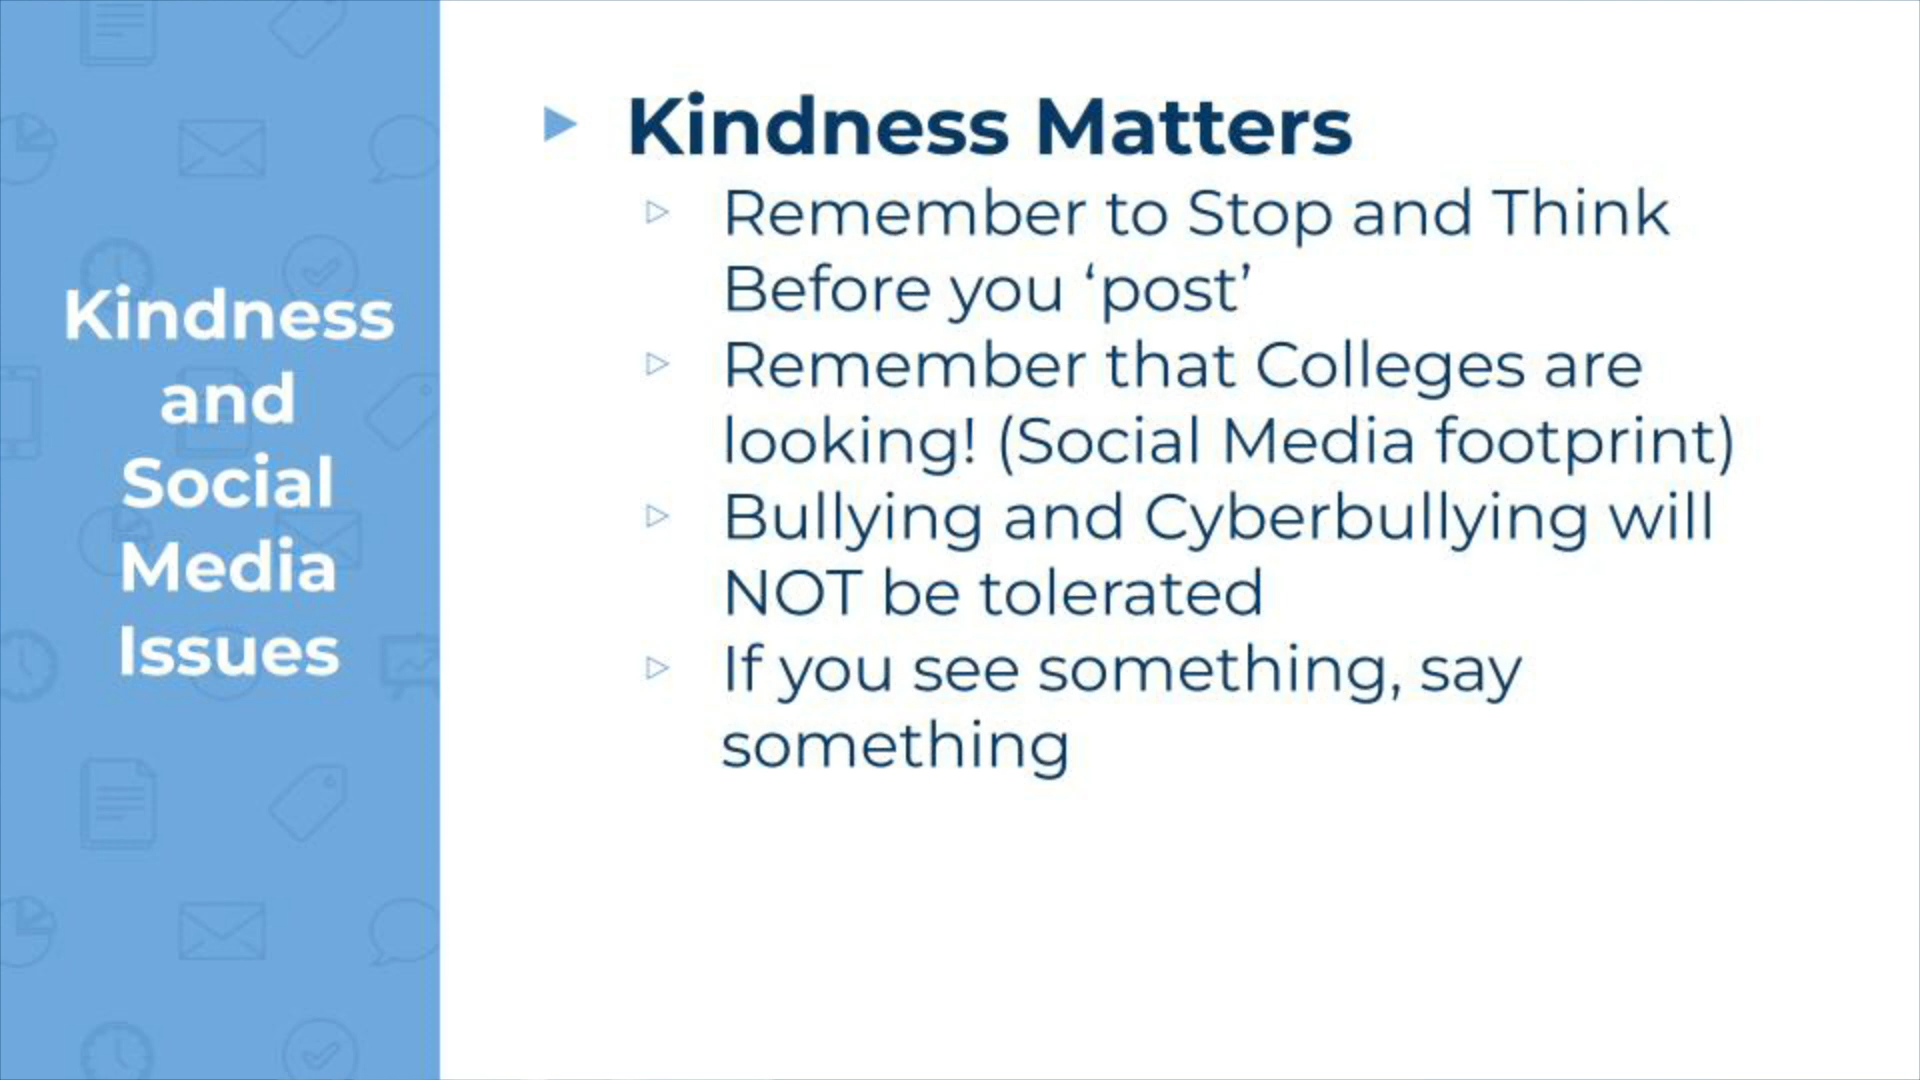 Kindness
and
Social
Media
Issues
Kindness Matters
Remember to Stop and Think
Before you ‘post’
Remember that Colleges are
looking! (Social Media footprint)
Bullying and Cyberbullying will
NOT be tolerated
If you see something, say
something